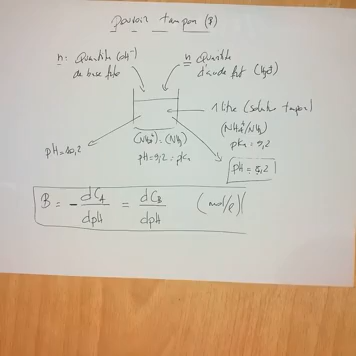 pouvoir tampon (β)
n: Quantité (OH⁻)
de base forte
n Quantité
d'acide fort (H₃O⁺)
1 litre (solution tampon)
(NH₄⁺/NH₃)
pKa = 9,2
(NH₄⁺) = (NH₃)
pH = 9,2 = pKa
pH = 10,2
pH = 8,2
β = - dCA/dpH = dCB/dpH (mol/l)